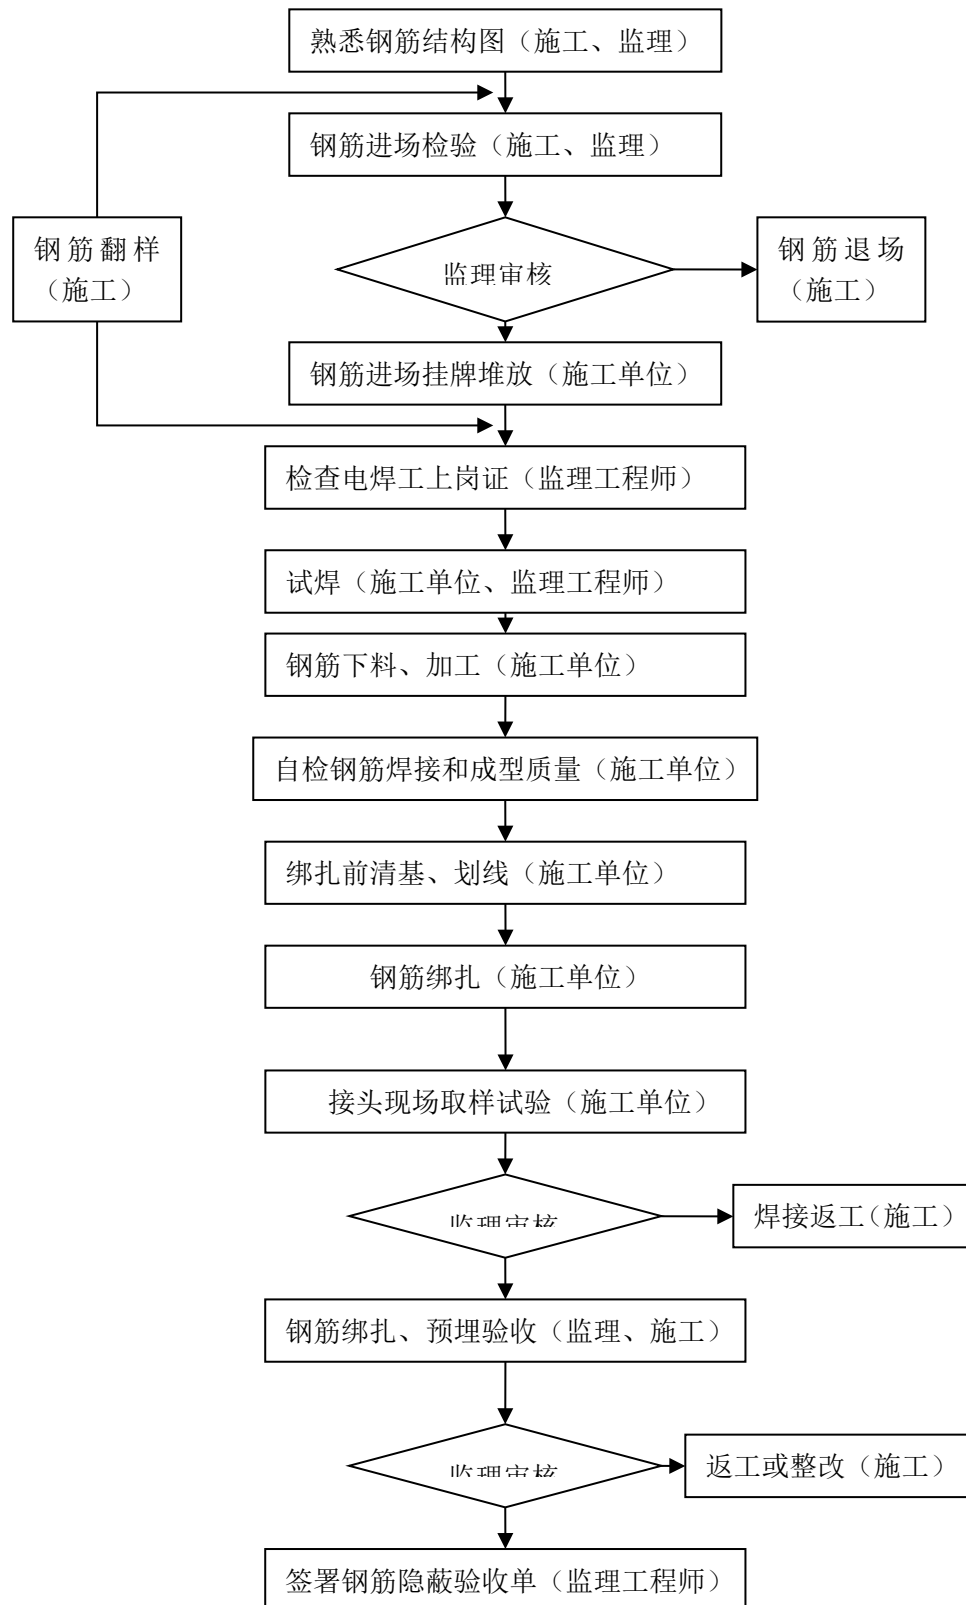 熟悉钢筋结构图（施工、监理）
钢筋进场检验（施工、监理）
钢筋翻样
（施工）
监理审核
钢筋退场
（施工）
钢筋进场挂牌堆放（施工单位）
检查电焊工上岗证（监理工程师）
试焊（施工单位、监理工程师）
钢筋下料、加工（施工单位）
自检钢筋焊接和成型质量（施工单位）
绑扎前清基、划线（施工单位）
钢筋绑扎（施工单位）
接头现场取样试验（施工单位）
监理审核
焊接返工（施工）
钢筋绑扎、预埋验收（监理、施工）
监理审核
返工或整改（施工）
签署钢筋隐蔽验收单（监理工程师）